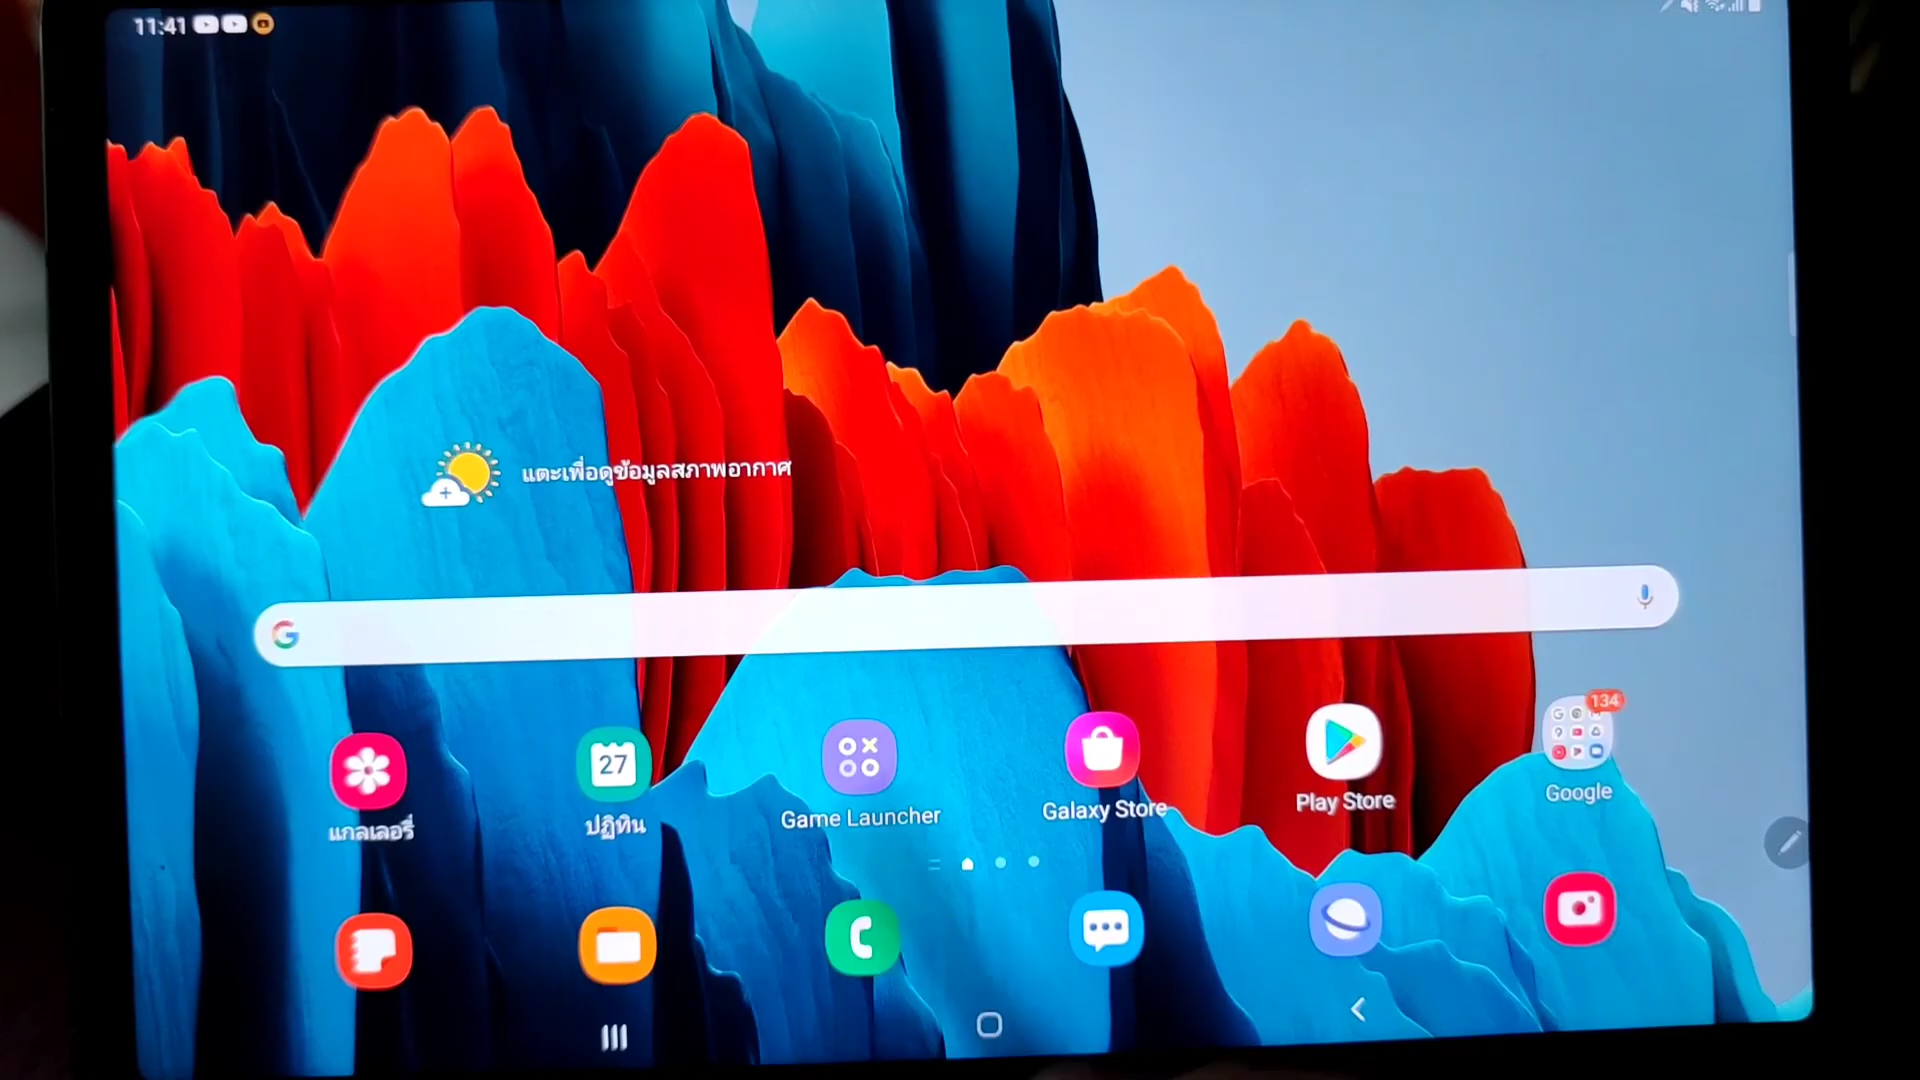 11:41
แตะเพื่อดูข้อมูลสภาพอากาศ
G
134
27
แกลเลอรี่
ปฏิทิน
Game Launcher
Galaxy Store
Play Store
Google